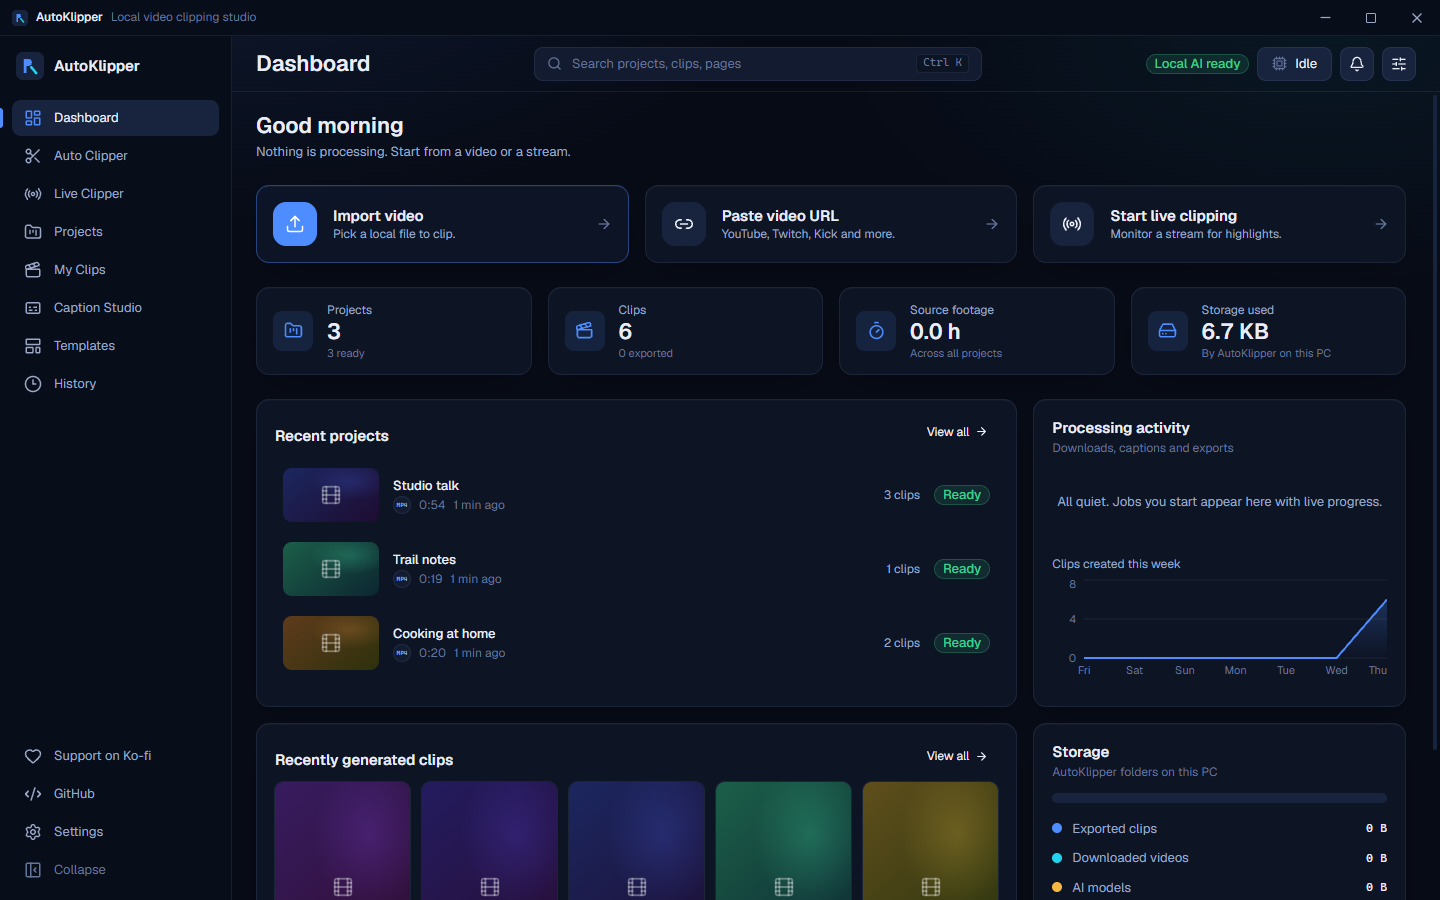 AutoKlipper Local video clipping studio
AutoKlipper
Dashboard
Auto Clipper
Live Clipper
Projects
My Clips
Caption Studio
Templates
History
Support on Ko-fi
GitHub
Settings
Collapse
Dashboard
Search projects, clips, pages
Ctrl K
Local AI ready
Idle
Good morning
Nothing is processing. Start from a video or a stream.
Import video
Pick a local file to clip.
Paste video URL
YouTube, Twitch, Kick and more.
Start live clipping
Monitor a stream for highlights.
Projects
3
3 ready
Clips
6
0 exported
Source footage
0.0 h
Across all projects
Storage used
6.7 KB
By AutoKlipper on this PC
Recent projects
View all
Studio talk
MP4 0:54 1 min ago
3 clips Ready
Trail notes
MP4 0:19 1 min ago
1 clips Ready
Cooking at home
MP4 0:20 1 min ago
2 clips Ready
Processing activity
Downloads, captions and exports
All quiet. Jobs you start appear here with live progress.
Clips created this week
8
4
0
Fri Sat Sun Mon Tue Wed Thu
Recently generated clips
View all
Storage
AutoKlipper folders on this PC
Exported clips 0 B
Downloaded videos 0 B
AI models 0 B